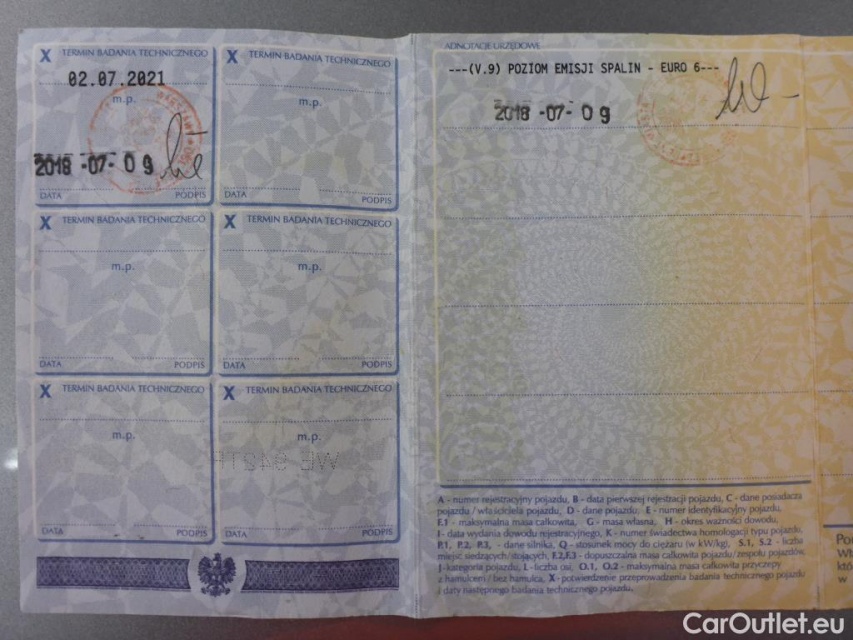 X TERMIN BADANIA TECHNICZNEGO
02.07.2021
m.p.
2018 -07- 0 9
DATA PODPIS
X TERMIN BADANIA TECHNICZNEGO
m.p.
DATA PODPIS
X TERMIN BADANIA TECHNICZNEGO
m.p.
DATA PODPIS
X TERMIN BADANIA TECHNICZNEGO
m.p.
DATA PODPIS
X TERMIN BADANIA TECHNICZNEGO
m.p.
DATA PODPIS
X TERMIN BADANIA TECHNICZNEGO
m.p.
DATA PODPIS
ADNOTACJE URZĘDOWE
---(V.9) POZIOM EMISJI SPALIN - EURO 6---
2018 -07- 0 9
A - numer rejestracyjny pojazdu, B - data pierwszej rejestracji pojazdu, C - dane posiadacza
pojazdu / właściciela pojazdu, D - dane pojazdu; E - numer identyfikacyjny pojazdu,
F.1 - maksymalna masa całkowita, G - masa własna, H - okres ważności dowodu,
I - data wydania dowodu rejestracyjnego, K - numer świadectwa homologacji typu pojazdu,
P.1, P.2, P.3, - dane silnika, Q - stosunek mocy do ciężaru (w kW/kg), S.1, S.2 - liczba
miejsc siedzących/stojących, F.2,F.3 - dopuszczalna masa całkowita pojazdu/zespołu pojazdów,
J-kategoria pojazdu, L-liczba osi, O.1, O.2 - maksymalna masa całkowita przyczepy
z hamulcem / bez hamulca, X - potwierdzenie przeprowadzenia badania technicznego pojazdu
i daty następnego badania technicznego pojazdu.
CarOutlet.eu